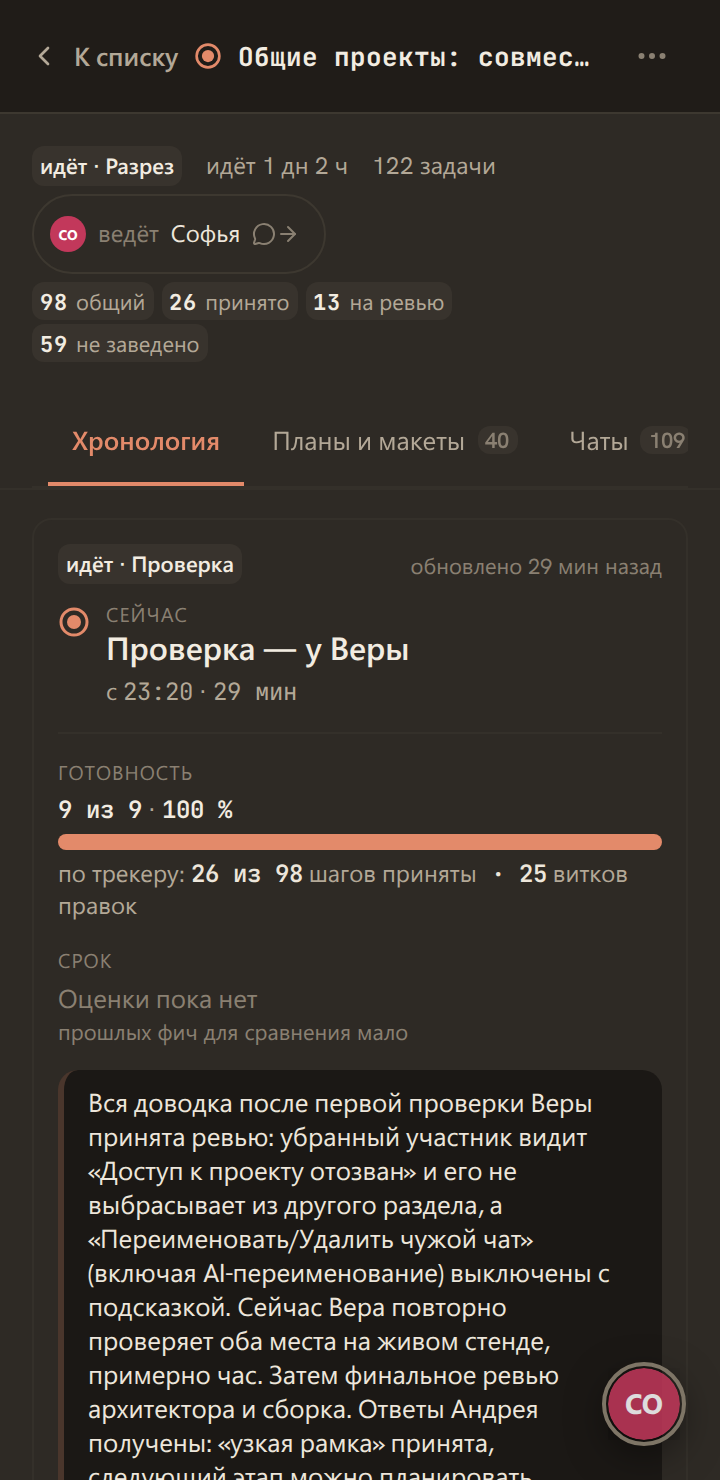 К списку Общие проекты: совмес…
идёт · Разрез идёт 1 дн 2 ч 122 задачи
СО ведёт Софья
98 общий 26 принято 13 на ревью
59 не заведено
Хронология Планы и макеты 40 Чаты 109
идёт · Проверка обновлено 29 мин назад
СЕЙЧАС
Проверка — у Веры
с 23:20 · 29 мин
ГОТОВНОСТЬ
9 из 9 · 100 %
по трекеру: 26 из 98 шагов приняты • 25 витков
правок
СРОК
Оценки пока нет
прошлых фич для сравнения мало
Вся доводка после первой проверки Веры
принята ревью: убранный участник видит
«Доступ к проекту отозван» и его не
выбрасывает из другого раздела, а
«Переименовать/Удалить чужой чат»
(включая AI-переименование) выключены с
подсказкой. Сейчас Вера повторно
проверяет оба места на живом стенде,
примерно час. Затем финальное ревью
архитектора и сборка. Ответы Андрея
получены: «узкая рамка» принята,
следующий этап можно планировать
СО